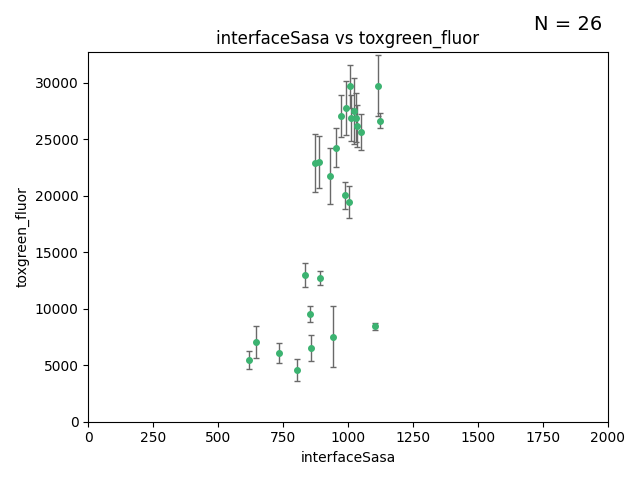 N = 26
interfaceSasa vs toxgreen_fluor
30000
25000
20000
15000
10000
5000
0
toxgreen_fluor
0 250 500 750 1000 1250 1500 1750 2000
interfaceSasa